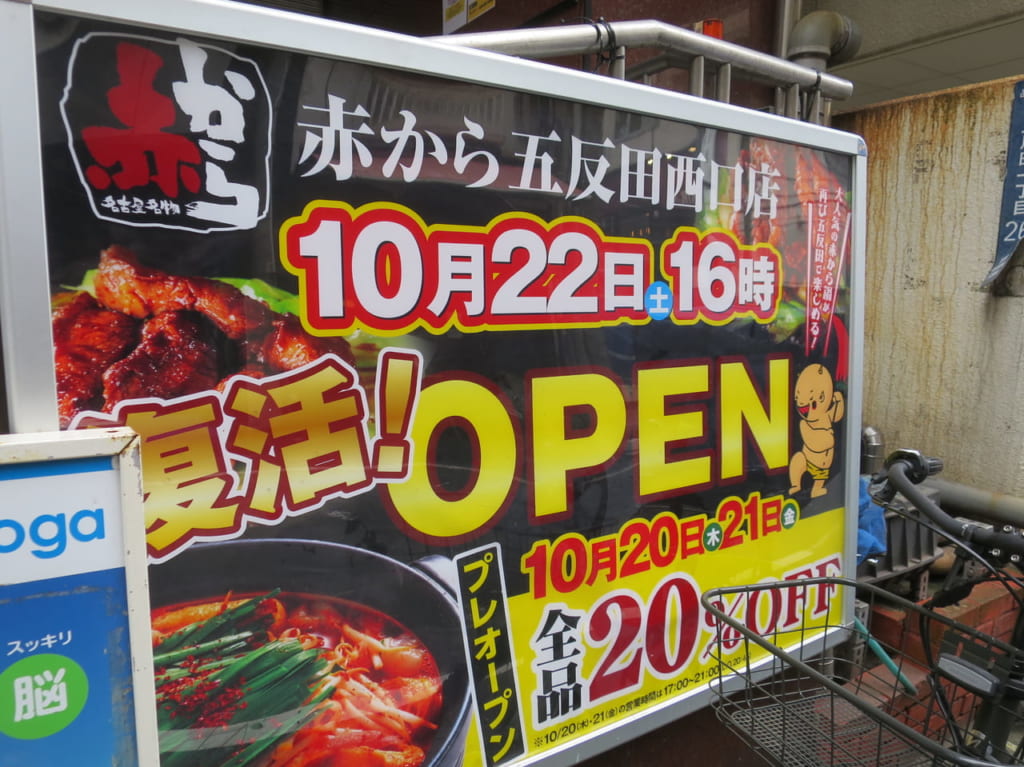 赤から
名古屋名物
赤から 五反田西口店
10月22日土16時
大人気の赤から鍋が
再び五反田で楽しめる!
復活!OPEN
10月20日木・21日金
プレオープン
全品20%OFF
※10/20(木)・21(金)の営業時間は17:00~21:00
oga
スッキリ
脳
26